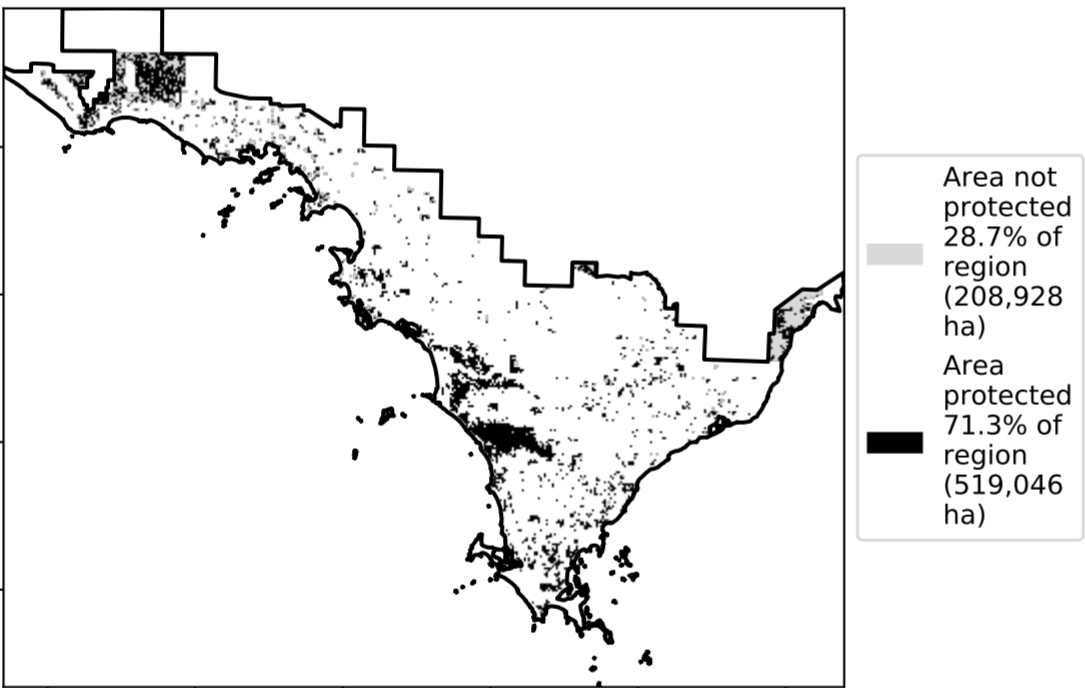 Area not
protected
28.7% of
region
(208,928
ha)
Area
protected
71.3% of
region
(519,046
ha)